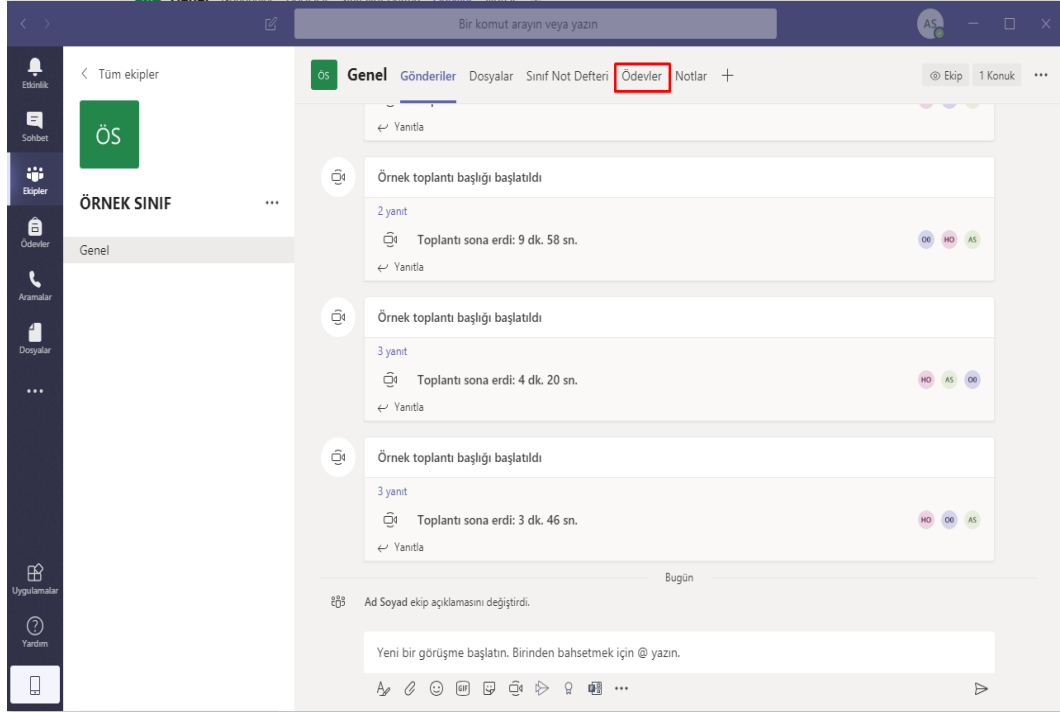 Bir komut arayın veya yazın
AS
Etkinlik
Sohbet
Ekipler
Ödevler
Aramalar
Dosyalar
Uygulamalar
Yardım
Tüm ekipler
ÖS
ÖRNEK SINIF
Genel
ÖS Genel Gönderiler Dosyalar Sınıf Not Defteri Ödevler Notlar
Ekip 1 Konuk
Yanıtla
Örnek toplantı başlığı başlatıldı
2 yanıt
Toplantı sona erdi: 9 dk. 58 sn.
OÖ HO AS
Yanıtla
Örnek toplantı başlığı başlatıldı
3 yanıt
Toplantı sona erdi: 4 dk. 20 sn.
HO AS OÖ
Yanıtla
Örnek toplantı başlığı başlatıldı
3 yanıt
Toplantı sona erdi: 3 dk. 46 sn.
HO OÖ AS
Yanıtla
Bugün
Ad Soyad ekip açıklamasını değiştirdi.
Yeni bir görüşme başlatın. Birinden bahsetmek için @ yazın.
GIF